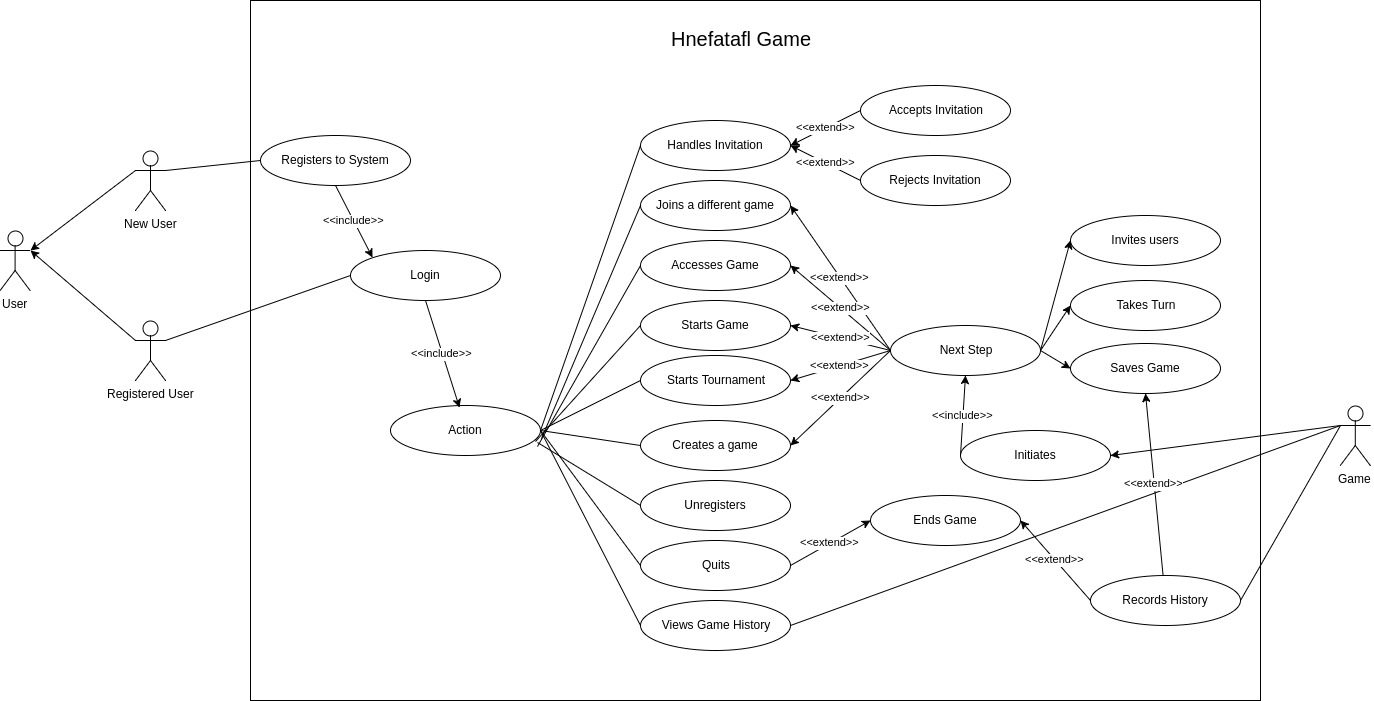 Hnefatafl Game
Accepts Invitation
<<extend>>
Handles Invitation
Registers to System
<<extend>>
Rejects Invitation
Joins a different game
<<include>>
New User
Invites users
Accesses Game
<<extend>>
Login
User
<<extend>>
Takes Turn
Starts Game
<<extend>>
Next Step
<<include>>
<<extend>>
Saves Game
Starts Tournament
Registered User
<<extend>>
<<include>>
Action
Creates a game
Initiates
Game
<<extend>>
Unregisters
Ends Game
<<extend>>
<<extend>>
Quits
Records History
Views Game History